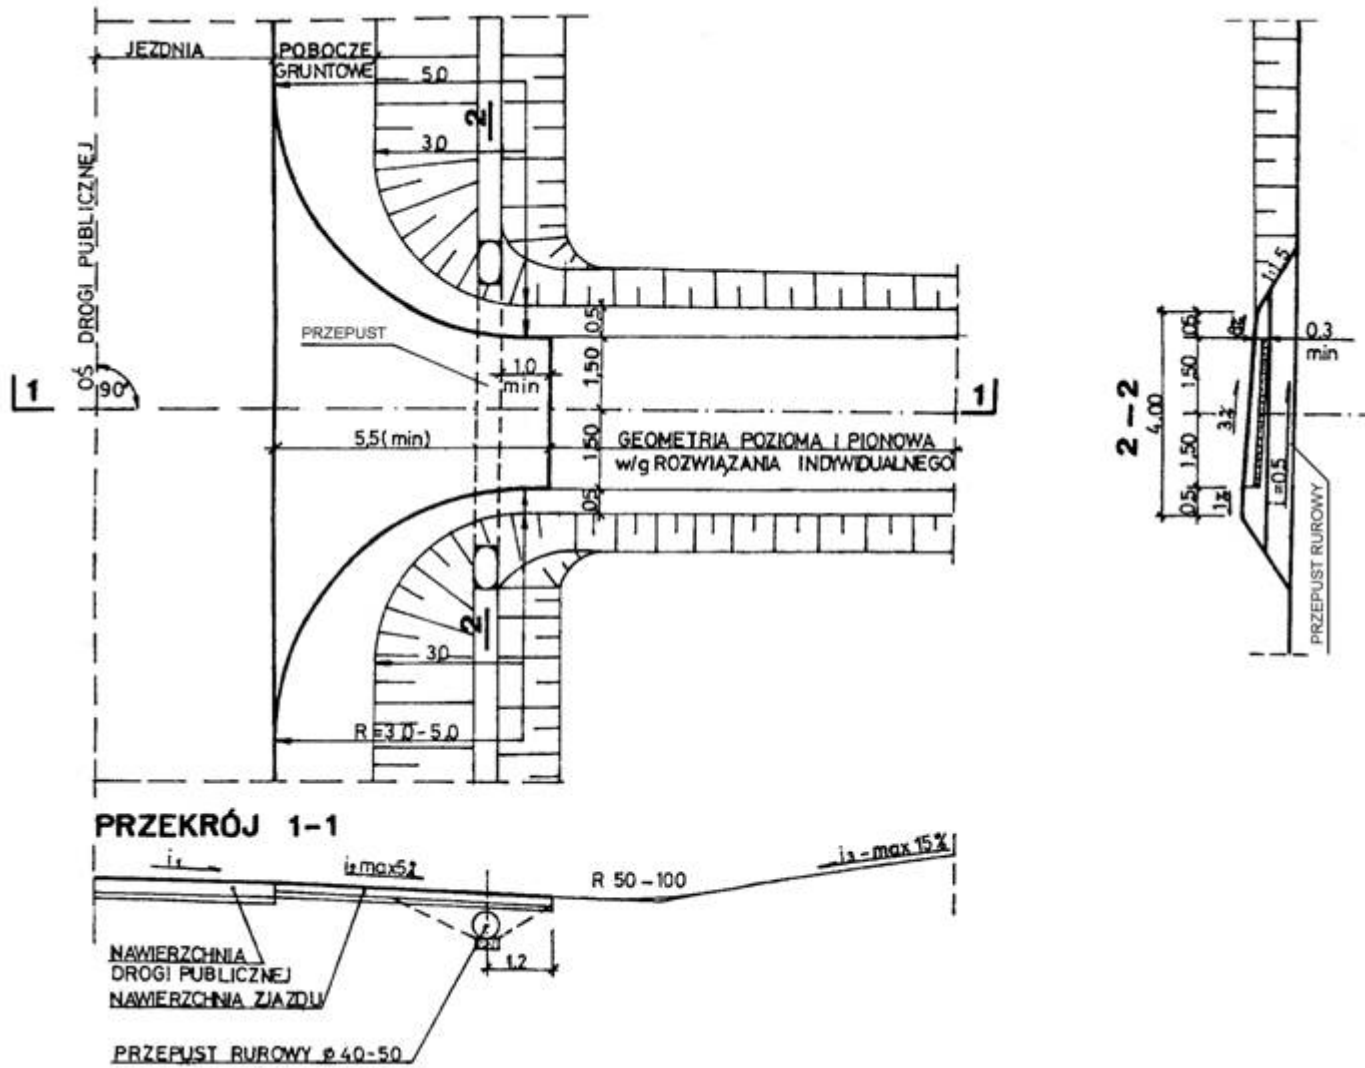 JEZDNIA
POBOCZE
GRUNTOWE
5,0
2
3,0
OŚ DROGI PUBLICZNEJ
PRZEPUST
0,5
1,0
min
1,50
90°
1
1
5,5(min)
1,50
GEOMETRIA POZIOMA I PIONOWA
w/g ROZWIĄZANIA INDYWIDUALNEGO
0,5
2
3,0
R=3,0-5,0
2-2
4.00
0,5
1,50
1,50
0,5
3%
1:1,5
0.3
min
i=0.5
PRZEPUST RUROWY
PRZEKRÓJ 1-1
i₁
i₂max5%
R 50-100
i₃-max 15%
NAWIERZCHNIA
DROGI PUBLICZNEJ
NAWIERZCHNIA ZJAZDU
1,2
PRZEPUST RUROWY ø 40-50